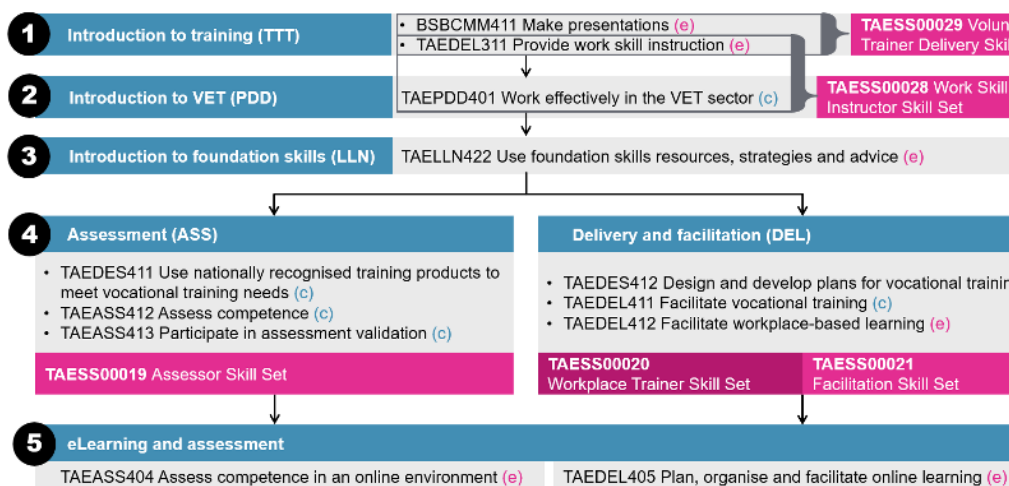 1
Introduction to training (TTT)
• BSBCMM411 Make presentations (e)
• TAEDEL311 Provide work skill instruction (e)
TAESS00029 Volun
Trainer Delivery Skil
2
Introduction to VET (PDD)
TAEPDD401 Work effectively in the VET sector (c)
TAESS00028 Work Skill
Instructor Skill Set
3
Introduction to foundation skills (LLN)
TAELLN422 Use foundation skills resources, strategies and advice (e)
4
Assessment (ASS)
• TAEDES411 Use nationally recognised training products to
meet vocational training needs (c)
• TAEASS412 Assess competence (c)
• TAEASS413 Participate in assessment validation (c)
TAESS00019 Assessor Skill Set
Delivery and facilitation (DEL)
• TAEDES412 Design and develop plans for vocational trainin
• TAEDEL411 Facilitate vocational training (c)
• TAEDEL412 Facilitate workplace-based learning (e)
TAESS00020
Workplace Trainer Skill Set
TAESS00021
Facilitation Skill Set
5
eLearning and assessment
TAEASS404 Assess competence in an online environment (e)
TAEDEL405 Plan, organise and facilitate online learning (e)